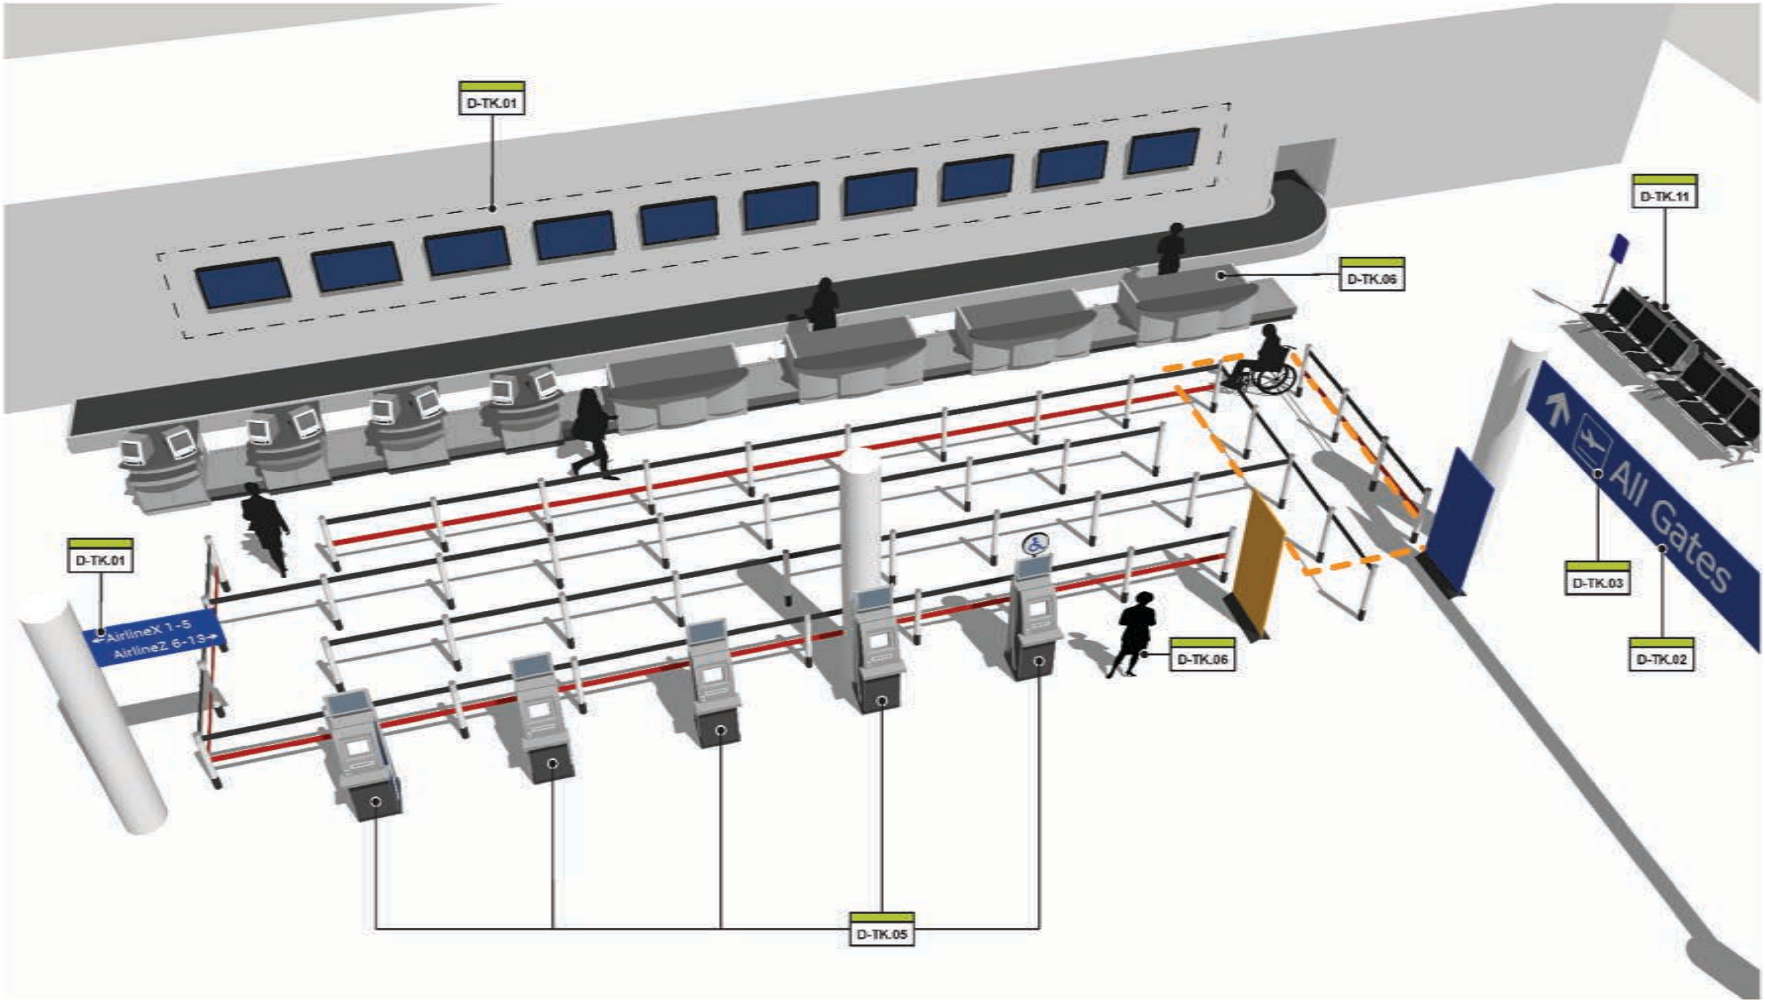 D-TK.01
D-TK.11
D-TK.06
D-TK.01
←AirlineX 1-5
AirlineZ 6-13→
↑ All Gates
D-TK.03
D-TK.02
D-TK.06
D-TK.05